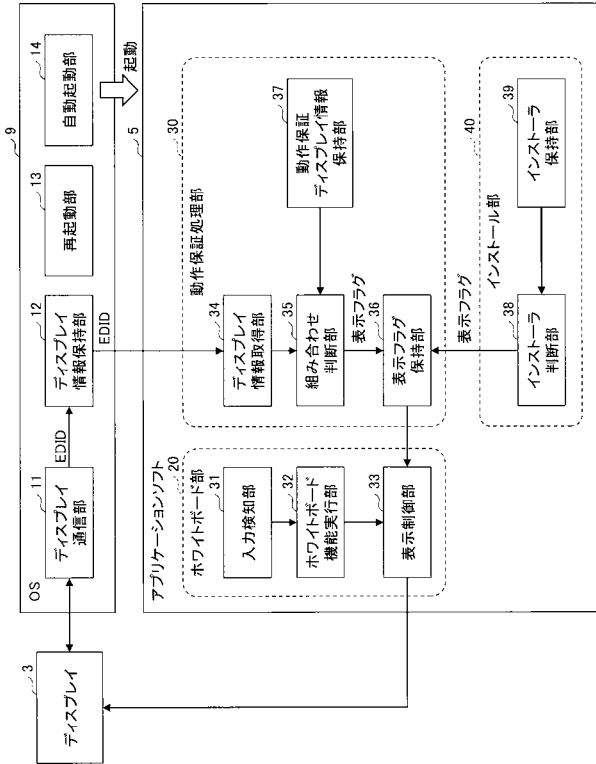 3
ディスプレイ
9
OS
11
ディスプレイ
通信部
EDID
12
ディスプレイ
情報保持部
EDID
13
再起動部
14
自動起動部
起動
5
アプリケーションソフト
20
ホワイトボード部
31
入力検知部
32
ホワイトボード
機能実行部
33
表示制御部
30
動作保証処理部
34
ディスプレイ
情報取得部
35
組み合わせ
判断部
表示フラグ
36
表示フラグ
保持部
37
動作保証
ディスプレイ情報
保持部
40
インストール部
表示フラグ
38
インストーラ
判断部
39
インストーラ
保持部